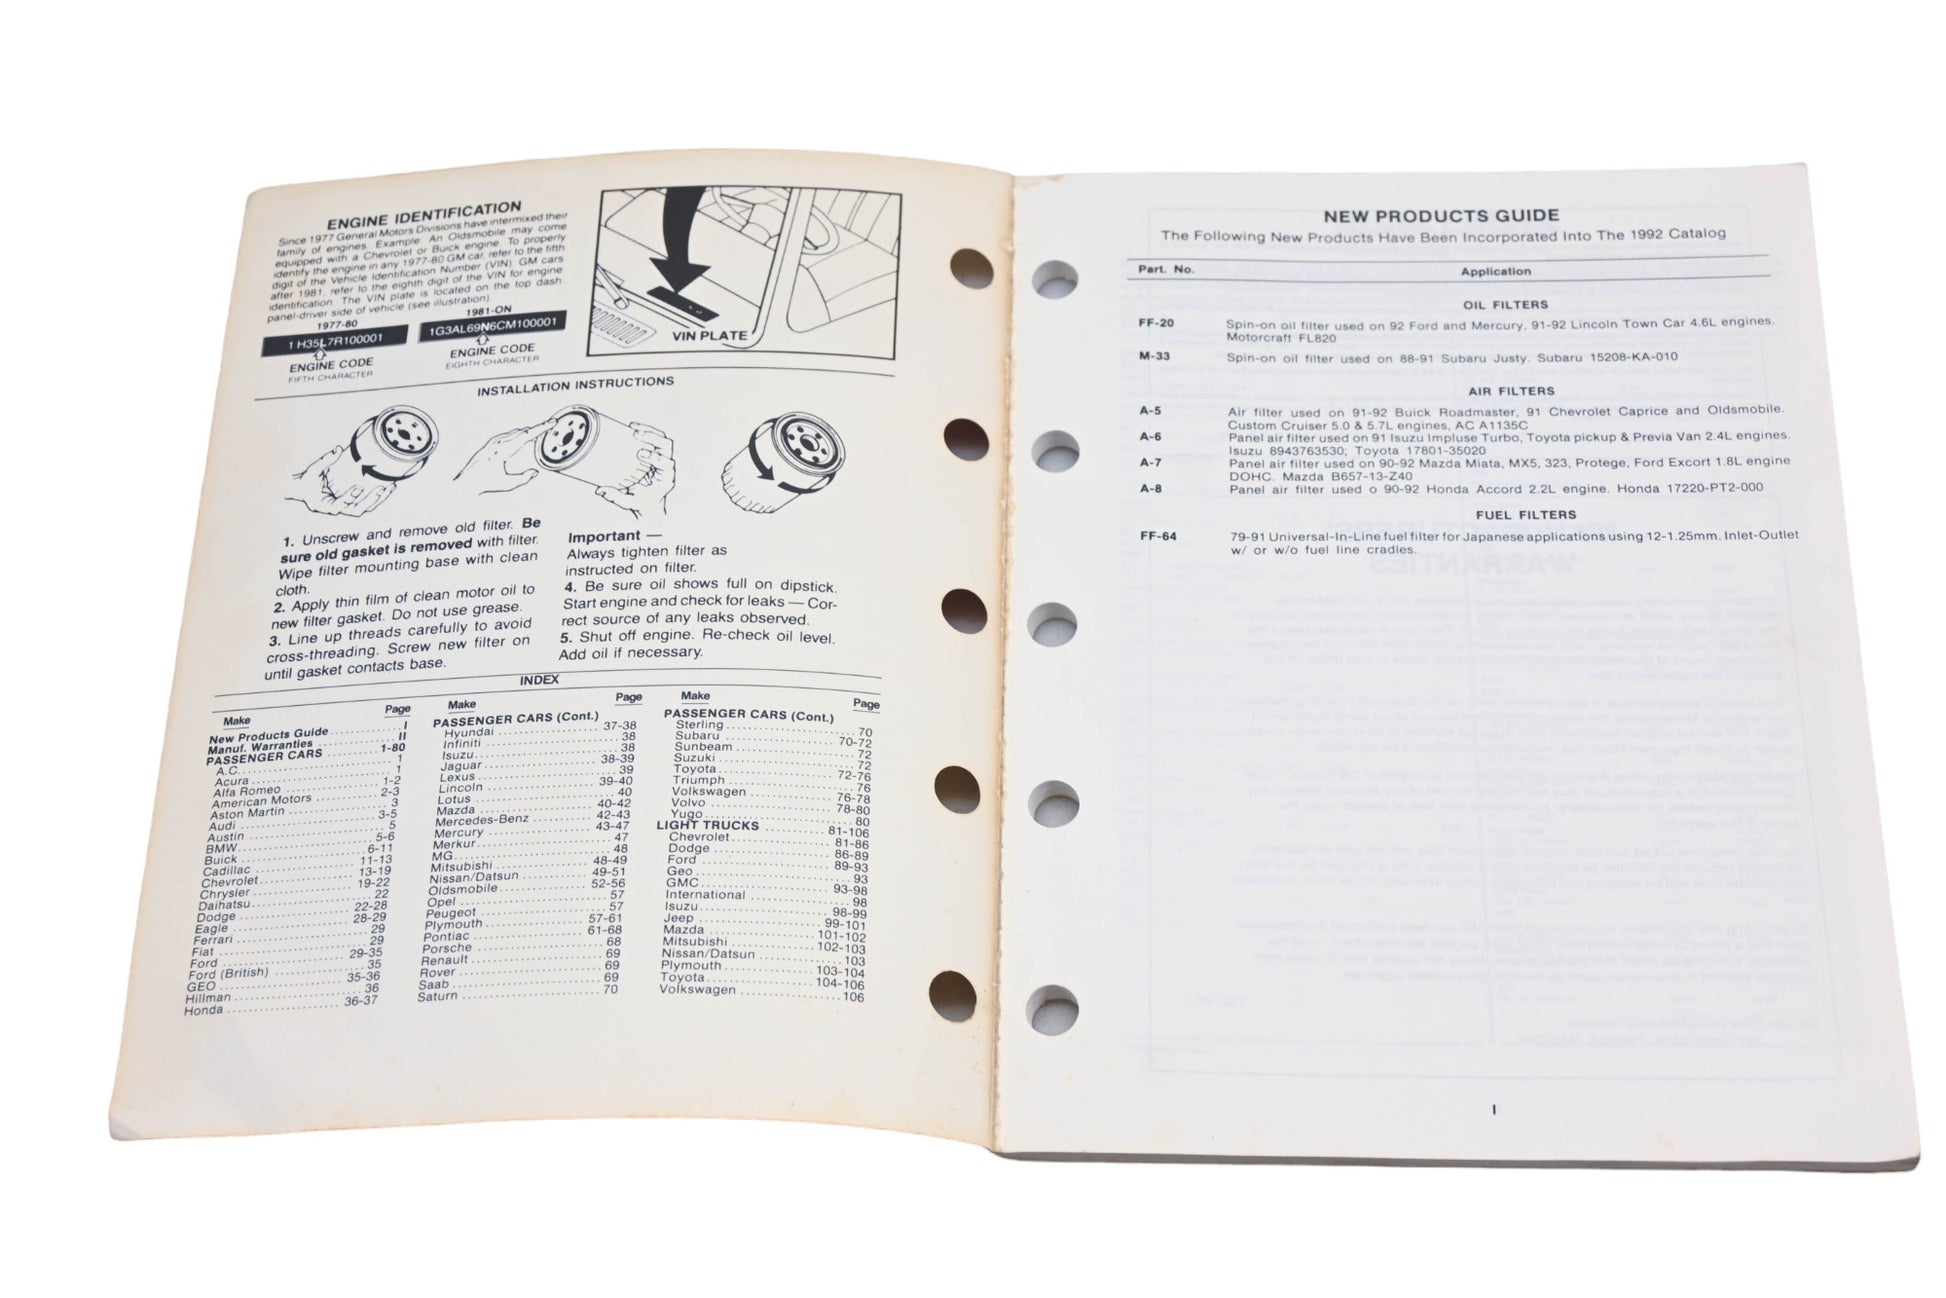 ENGINE IDENTIFICATION
Since 1977 General Motors Divisions have intermixed their
family of engines. Example: An Oldsmobile may come
equipped with a Chevrolet or Buick engine. To properly
identify the engine in any 1977-80 GM car, refer to the fifth
digit of the Vehicle Identification Number (VIN). GM cars
after 1981, refer to the eighth digit of the VIN for engine
identification. The VIN plate is located on the top dash
panel-driver side of vehicle (see illustration).
1977-80
1H35L7R100001
ENGINE CODE
FIFTH CHARACTER
1981-ON
1G3AL69N6CM100001
ENGINE CODE
EIGHTH CHARACTER
VIN PLATE
INSTALLATION INSTRUCTIONS
1. Unscrew and remove old filter. Be
sure old gasket is removed with filter.
Wipe filter mounting base with clean
cloth.
2. Apply thin film of clean motor oil to
new filter gasket. Do not use grease.
3. Line up threads carefully to avoid
cross-threading. Screw new filter on
until gasket contacts base.
Important —
Always tighten filter as
instructed on filter.
4. Be sure oil shows full on dipstick.
Start engine and check for leaks — Cor-
rect source of any leaks observed.
5. Shut off engine. Re-check oil level.
Add oil if necessary.
INDEX
Make Page
New Products Guide I
Manuf. Warranties II
PASSENGER CARS 1-80
A.C. 1
Acura 1
Alfa Romeo 1-2
American Motors 2-3
Aston Martin 3
Audi 3-5
Austin 5
BMW 5-6
Buick 6-11
Cadillac 11-13
Chevrolet 13-19
Chrysler 19-22
Daihatsu 22
Dodge 22-28
Eagle 28-29
Ferrari 29
Fiat 29
Ford 29-35
Ford (British) 35
GEO 35-36
Hillman 36
Honda 36-37
Make Page
PASSENGER CARS (Cont.)
Hyundai 37-38
Infiniti 38
Isuzu 38
Jaguar 38-39
Lexus 39
Lincoln 39-40
Lotus 40
Mazda 40-42
Mercedes-Benz 42-43
Mercury 43-47
Merkur 47
MG 48
Mitsubishi 48-49
Nissan/Datsun 49-51
Oldsmobile 52-56
Opel 57
Peugeot 57
Plymouth 57-61
Pontiac 61-68
Porsche 68
Renault 69
Rover 69
Saab 69
Saturn 70
Make Page
PASSENGER CARS (Cont.)
Sterling 70
Subaru 70-72
Sunbeam 72
Suzuki 72
Toyota 72-76
Triumph 76
Volkswagen 76-78
Volvo 78-80
Yugo 80
LIGHT TRUCKS 81-106
Chevrolet 81-86
Dodge 86-89
Ford 89-93
Geo 93
GMC 93-98
International 98
Isuzu 98-99
Jeep 99-101
Mazda 101-102
Mitsubishi 102-103
Nissan/Datsun 103
Plymouth 103-104
Toyota 104-106
Volkswagen 106
NEW PRODUCTS GUIDE
The Following New Products Have Been Incorporated Into The 1992 Catalog
Part. No. Application
OIL FILTERS
FF-20 Spin-on oil filter used on 92 Ford and Mercury, 91-92 Lincoln Town Car 4.6L engines.
Motorcraft FL820
M-33 Spin-on oil filter used on 88-91 Subaru Justy. Subaru 15208-KA-010
AIR FILTERS
A-5 Air filter used on 91-92 Buick Roadmaster, 91 Chevrolet Caprice and Oldsmobile.
Custom Cruiser 5.0 & 5.7L engines, AC A1135C
A-6 Panel air filter used on 91 Isuzu Impluse Turbo, Toyota pickup & Previa Van 2.4L engines.
Isuzu 8943763530; Toyota 17801-35020
A-7 Panel air filter used on 90-92 Mazda Miata, MX5, 323, Protege, Ford Excort 1.8L engine
DOHC. Mazda B657-13-Z40
A-8 Panel air filter used o 90-92 Honda Accord 2.2L engine. Honda 17220-PT2-000
FUEL FILTERS
FF-64 79-91 Universal-In-Line fuel filter for Japanese applications using 12-1.25mm. Inlet-Outlet
w/ or w/o fuel line cradles.
I